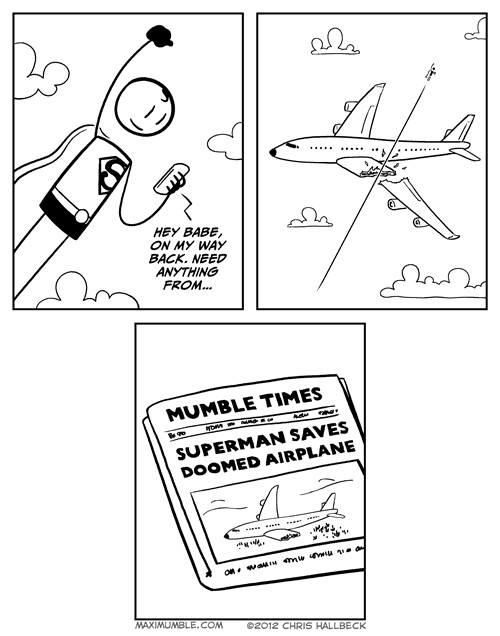 S
HEY BABE,
ON MY WAY
BACK. NEED
ANYTHING
FROM...
MUMBLE TIMES
SUPERMAN SAVES
DOOMED AIRPLANE
MAXIMUMBLE.COM ©2012 CHRIS HALLBECK